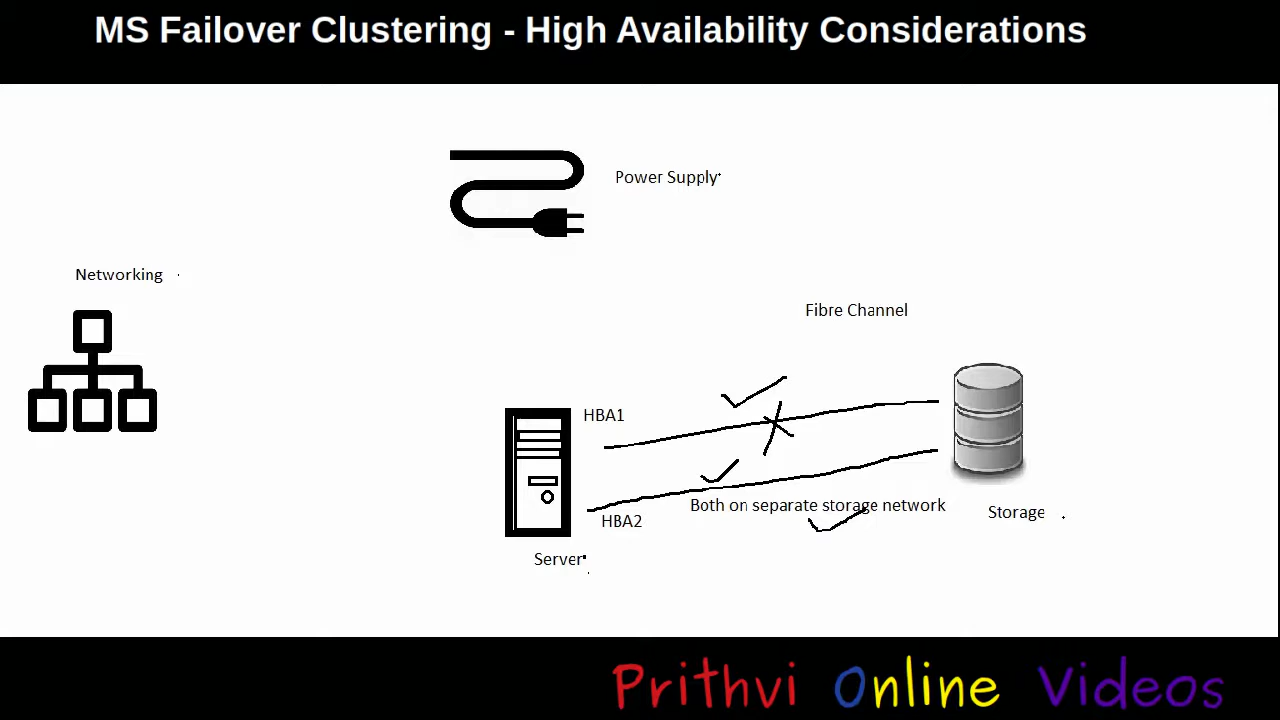 MS Failover Clustering - High Availability Considerations
Power Supply
Networking
Fibre Channel
HBA1
Both on separate storage network
HBA2
Storage
Server
Prithvi Online Videos